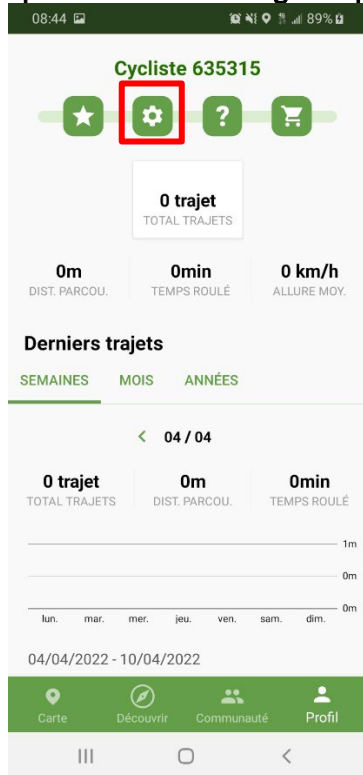 08:44 89%
Cycliste 635315
?
0 trajet
TOTAL TRAJETS
0m 0min 0 km/h
DIST. PARCOU. TEMPS ROULÉ ALLURE MOY.
Derniers trajets
SEMAINES MOIS ANNÉES
< 04 / 04
0 trajet 0m 0min
TOTAL TRAJETS DIST. PARCOU. TEMPS ROULÉ
1m
0m
0m
lun. mar. mer. jeu. ven. sam. dim.
04/04/2022 - 10/04/2022
Carte Découvrir Communauté Profil